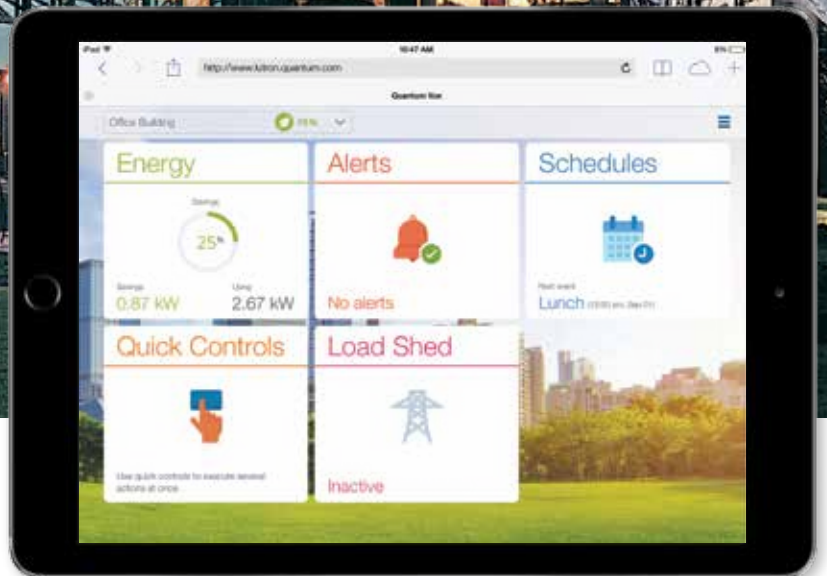 iPad
10:47 AM
http://www.lutron.quantum.com
Quantum Vue
Office Building
Energy
Savings
25%
Savings
Using
0.87 kW
2.67 kW
Alerts
No alerts
Schedules
Next event
Lunch
Quick Controls
Use quick controls to execute several
actions at once
Load Shed
Inactive